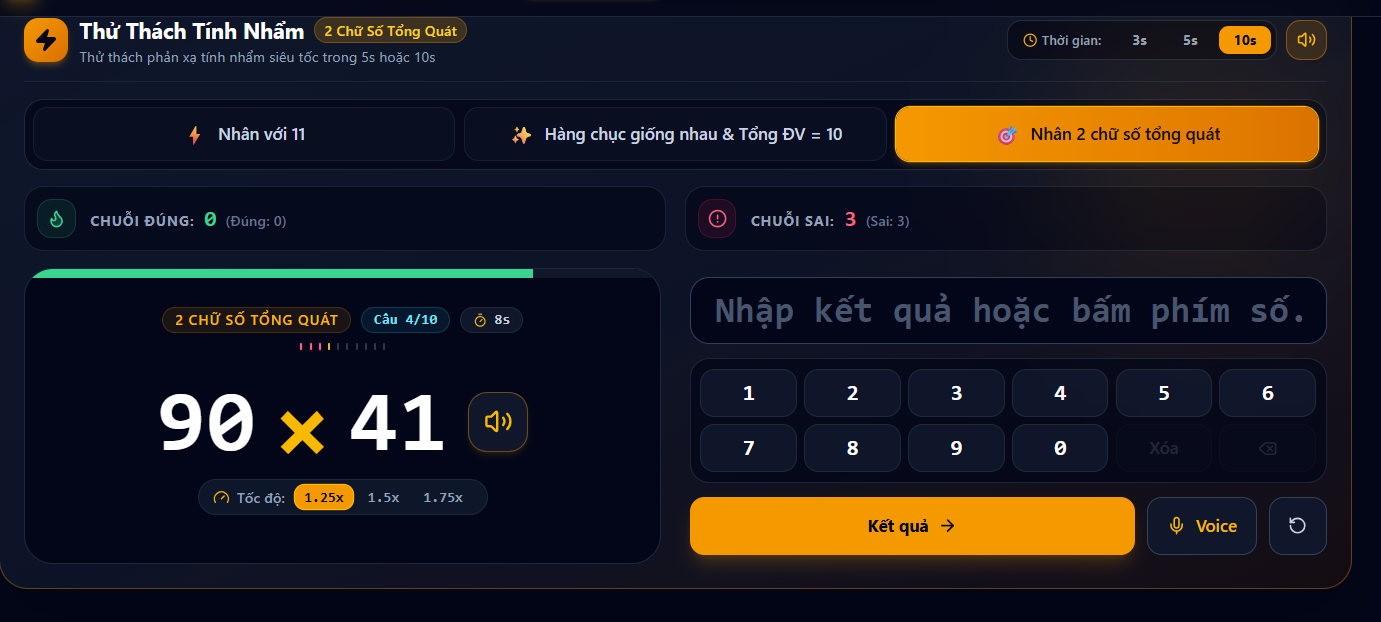 Thử Thách Tính Nhẩm
2 Chữ Số Tổng Quát
Thử thách phản xạ tính nhẩm siêu tốc trong 5s hoặc 10s
Thời gian: 3s 5s 10s
Nhân với 11
Hàng chục giống nhau & Tổng ĐV = 10
Nhân 2 chữ số tổng quát
CHUỖI ĐÚNG: 0 (Đúng: 0)
CHUỖI SAI: 3 (Sai: 3)
2 CHỮ SỐ TỔNG QUÁT
Câu 4/10
8s
90 × 41
Tốc độ: 1.25x 1.5x 1.75x
Nhập kết quả hoặc bấm phím số.
1 2 3 4 5 6
7 8 9 0 Xóa
Kết quả →
Voice